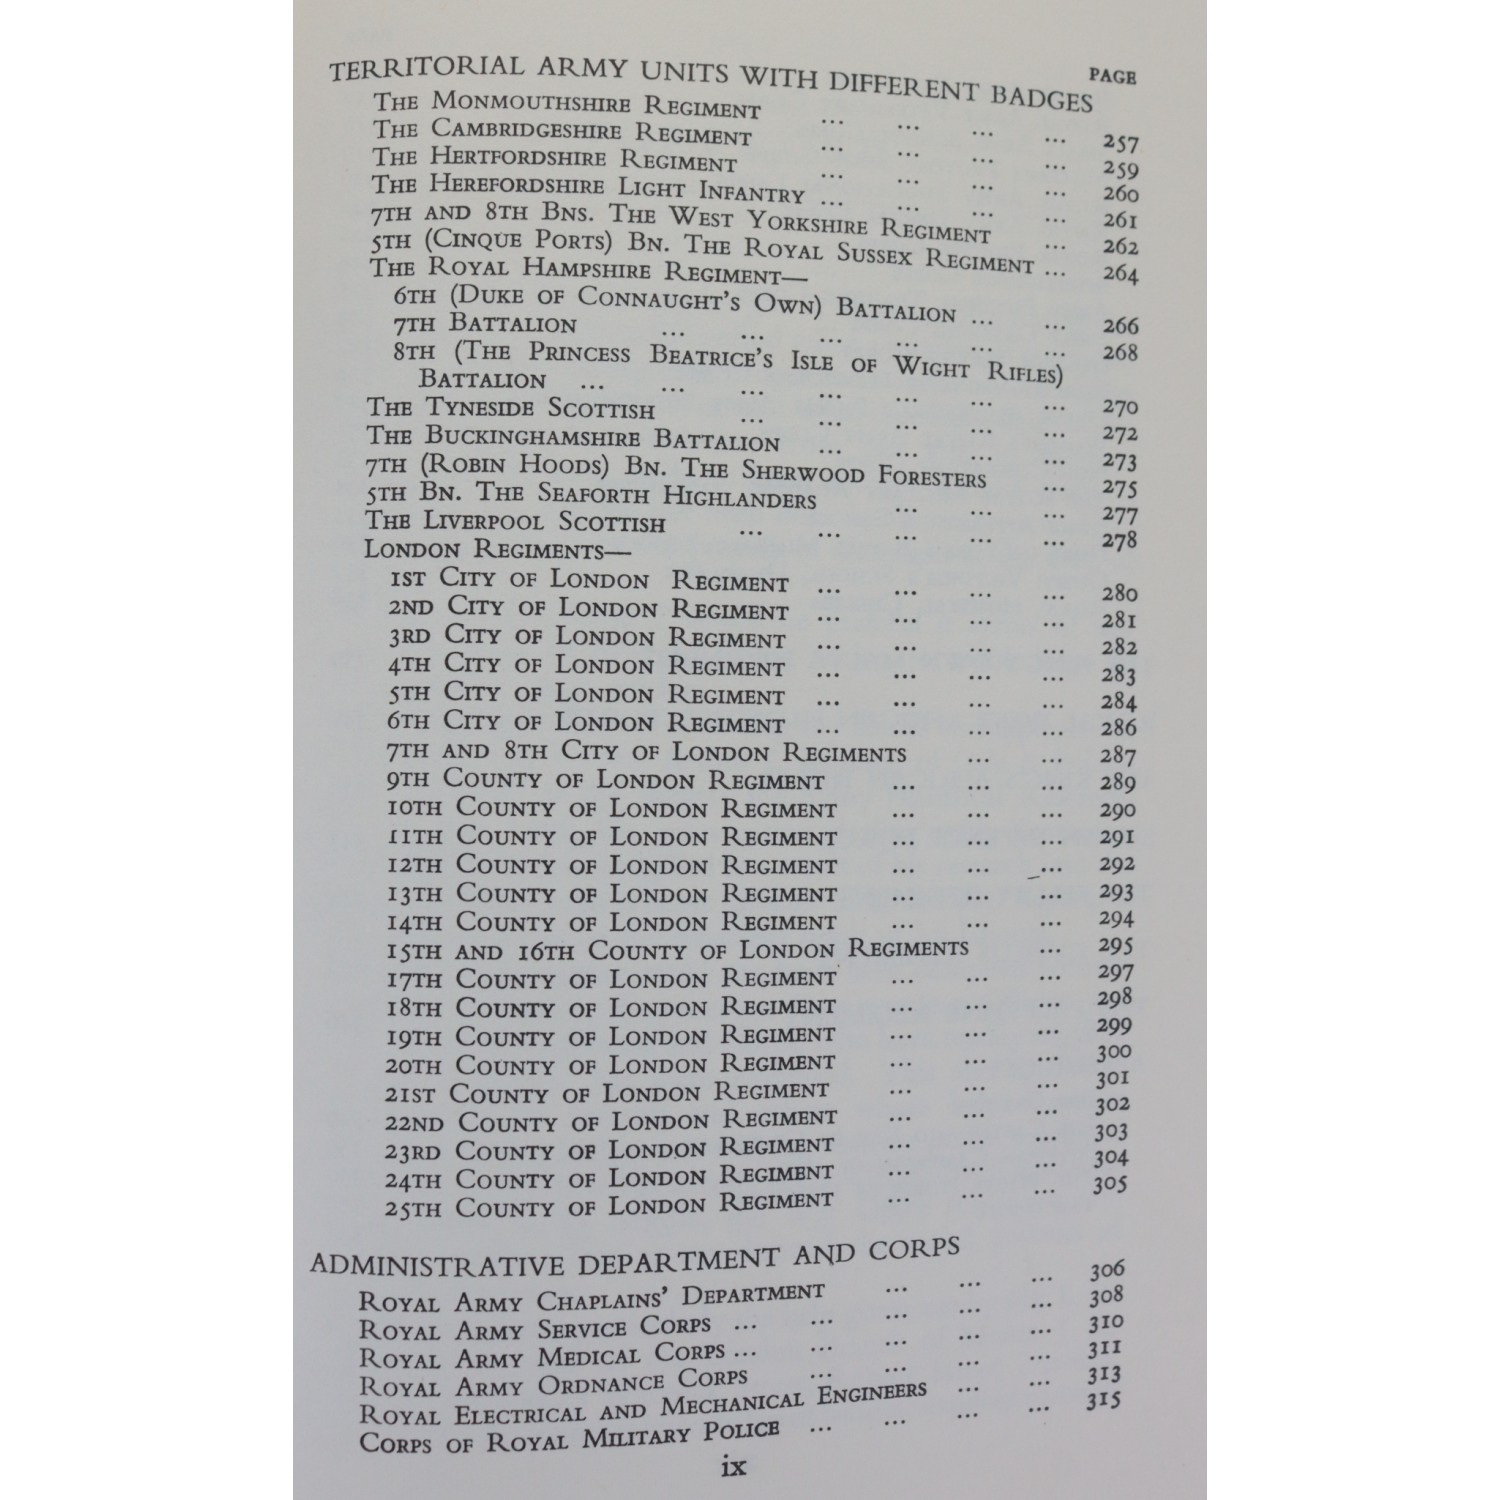 PAGE
TERRITORIAL ARMY UNITS WITH DIFFERENT BADGES
The Monmouthshire Regiment ... ... ... ... 257
The Cambridgeshire Regiment ... ... ... ... 259
The Hertfordshire Regiment ... ... ... ... 260
The Herefordshire Light Infantry ... ... ... ... 261
7th and 8th Bns. The West Yorkshire Regiment ... 262
5th (Cinque Ports) Bn. The Royal Sussex Regiment ... 264
The Royal Hampshire Regiment—
6th (Duke of Connaught's Own) Battalion ... ... 266
7th Battalion ... ... ... ... ... ... 268
8th (The Princess Beatrice's Isle of Wight Rifles)
Battalion ... ... ... ... ... ... ... 270
The Tyneside Scottish ... ... ... ... ... 272
The Buckinghamshire Battalion ... ... ... ... 273
7th (Robin Hoods) Bn. The Sherwood Foresters ... 275
5th Bn. The Seaforth Highlanders ... ... ... 277
The Liverpool Scottish ... ... ... ... ... 278
London Regiments—
1st City of London Regiment ... ... ... ... 280
2nd City of London Regiment ... ... ... ... 281
3rd City of London Regiment ... ... ... ... 282
4th City of London Regiment ... ... ... ... 283
5th City of London Regiment ... ... ... ... 284
6th City of London Regiment ... ... ... ... 286
7th and 8th City of London Regiments ... ... 287
9th County of London Regiment ... ... ... 289
10th County of London Regiment ... ... ... 290
11th County of London Regiment ... ... ... 291
12th County of London Regiment ... ... ... 292
13th County of London Regiment ... ... ... 293
14th County of London Regiment ... ... ... 294
15th and 16th County of London Regiments ... 295
17th County of London Regiment ... ... ... 297
18th County of London Regiment ... ... ... 298
19th County of London Regiment ... ... ... 299
20th County of London Regiment ... ... ... 300
21st County of London Regiment ... ... ... 301
22nd County of London Regiment ... ... ... 302
23rd County of London Regiment ... ... ... 303
24th County of London Regiment ... ... ... 304
25th County of London Regiment ... ... ... 305
ADMINISTRATIVE DEPARTMENT AND CORPS
Royal Army Chaplains' Department ... ... ... 306
Royal Army Service Corps ... ... ... ... ... 308
Royal Army Medical Corps ... ... ... ... ... 310
Royal Army Ordnance Corps ... ... ... ... 311
Royal Electrical and Mechanical Engineers ... ... 313
Corps of Royal Military Police ... ... ... ... 315
ix